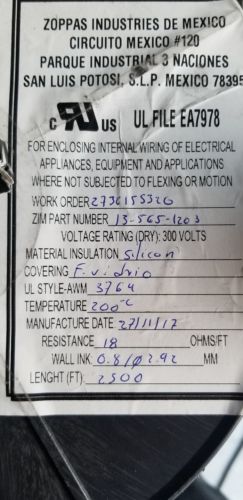 ZOPPAS INDUSTRIES DE MEXICO
CIRCUITO MEXICO #120
PARQUE INDUSTRIAL 3 NACIONES
SAN LUIS POTOSI, S.L.P. MEXICO 78395
c RU US UL FILE EA7978
FOR ENCLOSING INTERNAL WIRING OF ELECTRICAL
APPLIANCES, EQUIPMENT AND APPLICATIONS
WHERE NOT SUBJECTED TO FLEXING OR MOTION
WORK ORDER 2736155320
ZIM PART NUMBER 13-565-1203
VOLTAGE RATING (DRY): 300 VOLTS
MATERIAL INSULATION Silicon
COVERING F. vidrio
UL STYLE-AWM 3764
TEMPERATURE 200°C
MANUFACTURE DATE 27/11/17
RESISTANCE 18 OHMS/FT
WALL INK 0.8/Ø2.92 MM
LENGHT (FT): 2500